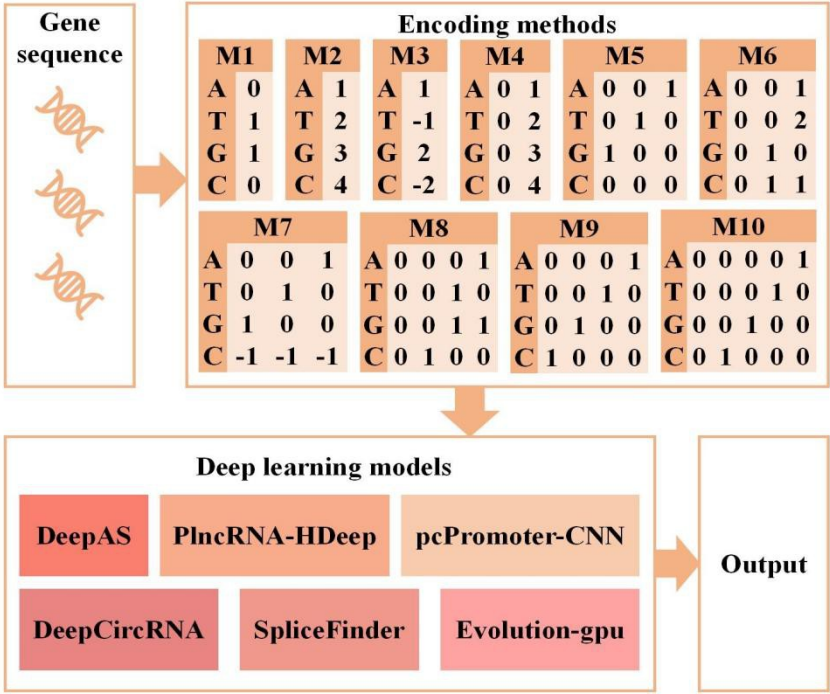 Gene
sequence
Encoding methods
M1 M2 M3 M4 M5 M6
A 0 A 1 A 1 A 0 1 A 0 0 1 A 0 0 1
T 1 T 2 T -1 T 0 2 T 0 1 0 T 0 0 2
G 1 G 3 G 2 G 0 3 G 1 0 0 G 0 1 0
C 0 C 4 C -2 C 0 4 C 0 0 0 C 0 1 1
M7 M8 M9 M10
A 0 0 1 A 0 0 0 1 A 0 0 0 1 A 0 0 0 0 1
T 0 1 0 T 0 0 1 0 T 0 0 1 0 T 0 0 0 1 0
G 1 0 0 G 0 0 1 1 G 0 1 0 0 G 0 0 1 0 0
C -1 -1 -1 C 0 1 0 0 C 1 0 0 0 C 0 1 0 0 0
Deep learning models
DeepAS PlncRNA-HDeep pcPromoter-CNN
DeepCircRNA SpliceFinder Evolution-gpu
Output